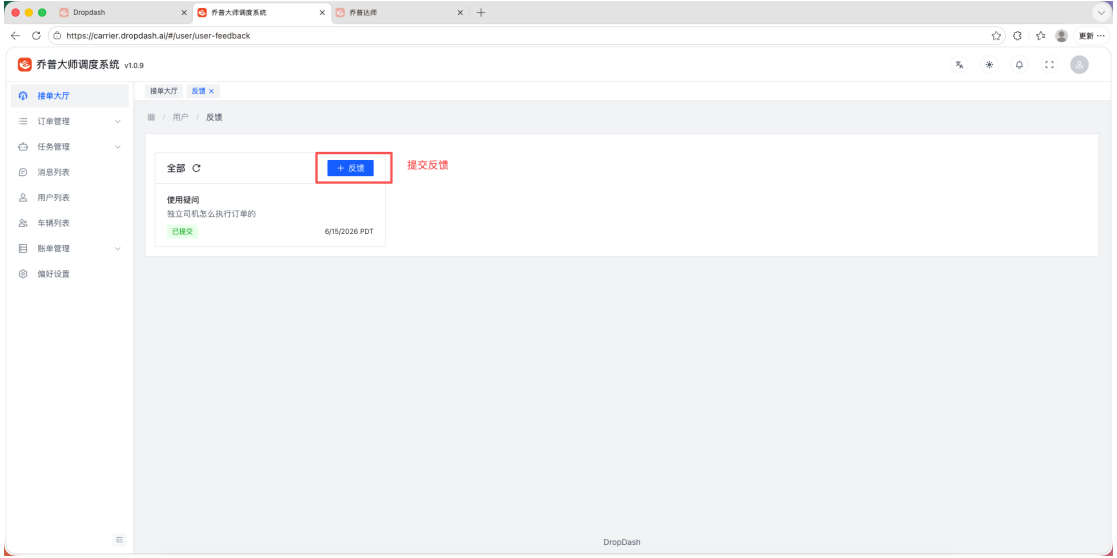 Dropdash
乔普大师调度系统
乔普达师
https://carrier.dropdash.ai/#/user/user-feedback
更新
乔普大师调度系统 v1.0.9
接单大厅
订单管理
任务管理
消息列表
用户列表
车辆列表
账单管理
偏好设置
接单大厅 反馈 ×
用户 / 反馈
全部
+ 反馈
提交反馈
使用疑问
独立司机怎么执行订单的
已提交
6/15/2026 PDT
DropDash